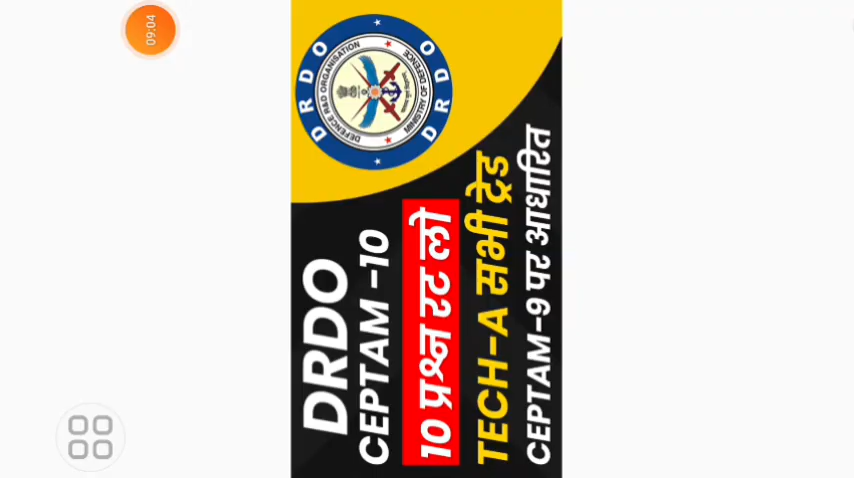 09:04
DRDO
DEFENCE R&D ORGANISATION
MINISTRY OF DEFENCE
DRDO
DRDO
CEPTAM -10
10 प्रश्न रट लो
TECH-A सभी ट्रेड
CEPTAM-9 पर आधारित